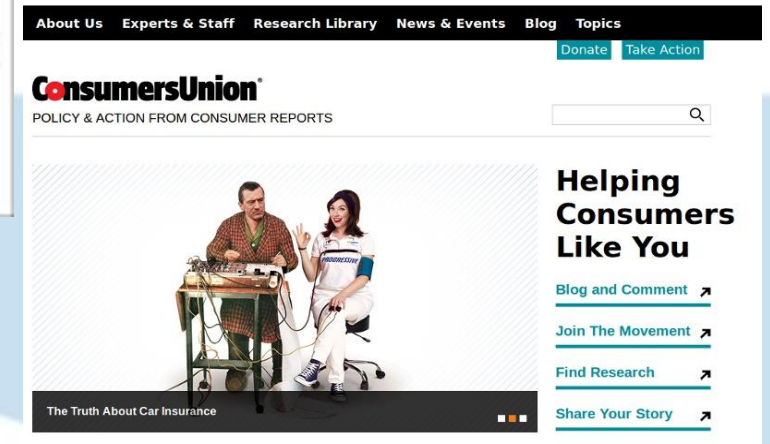 About Us Experts & Staff Research Library News & Events Blog Topics
Donate Take Action
ConsumersUnion®
POLICY & ACTION FROM CONSUMER REPORTS
Helping
Consumers
Like You
PROGRESSIVE
Blog and Comment
Join The Movement
Find Research
Share Your Story
The Truth About Car Insurance